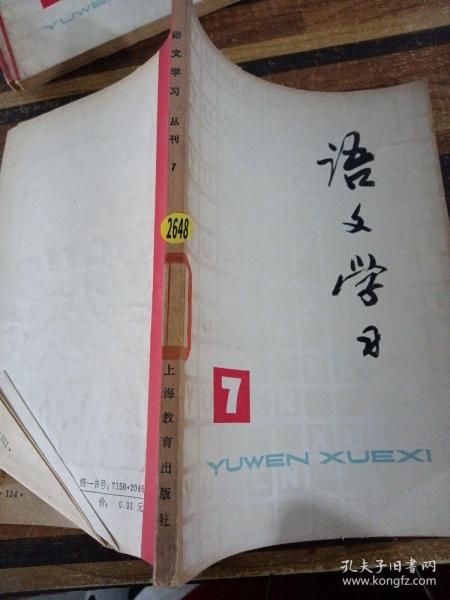 YUWEN
语文学习 丛刊 7
2648
上海教育出版社
语文学习
7
YUWEN XUEXI
统一书号:7150·2046
价: 0.31 元
·134·
孔夫子旧书网
www.kongfz.com